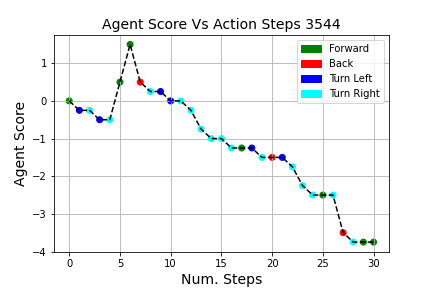 Agent Score Vs Action Steps 3544
Forward
Back
Turn Left
Turn Right
Agent Score
1
0
−1
−2
−3
−4
0 5 10 15 20 25 30
Num. Steps